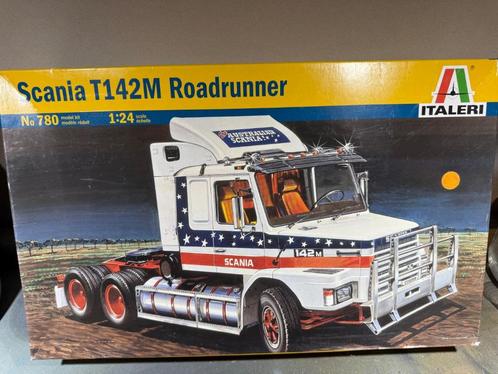 Scania T142M Roadrunner
No 780 model kit
modèle réduit
1:24 scale
échelle
ITALERI
AUSTRALIAN
SCANIA!
SCANIA
142M